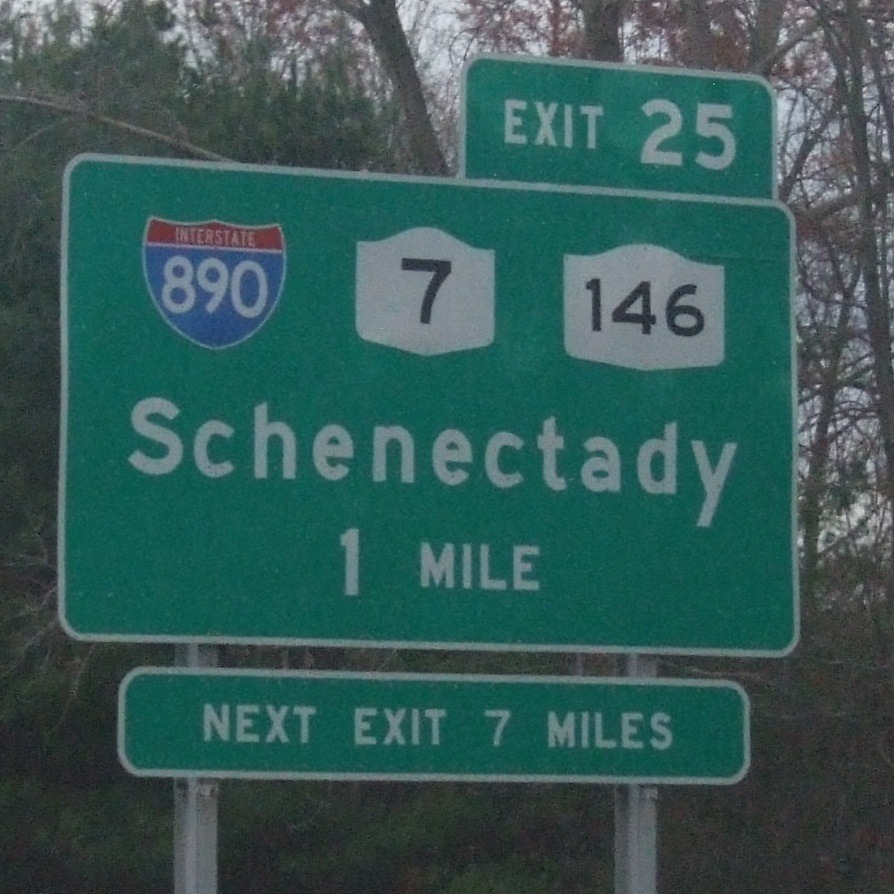 EXIT 25
INTERSTATE
890 7 146
Schenectady
1 MILE
NEXT EXIT 7 MILES